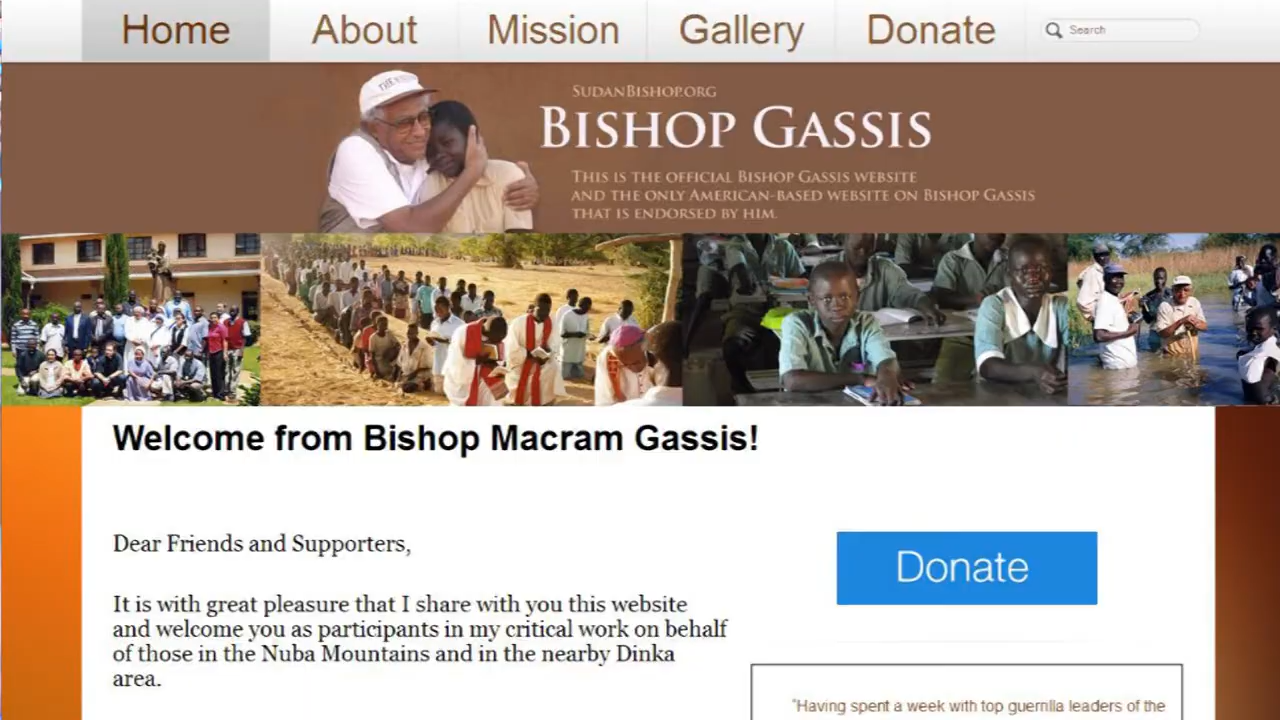 Home About Mission Gallery Donate Search
SUDANBISHOP.ORG
BISHOP GASSIS
THIS IS THE OFFICIAL BISHOP GASSIS WEBSITE
AND THE ONLY AMERICAN-BASED WEBSITE ON BISHOP GASSIS
THAT IS ENDORSED BY HIM.
Welcome from Bishop Macram Gassis!
Dear Friends and Supporters,
Donate
It is with great pleasure that I share with you this website
and welcome you as participants in my critical work on behalf
of those in the Nuba Mountains and in the nearby Dinka
area.
"Having spent a week with top guerrilla leaders of the